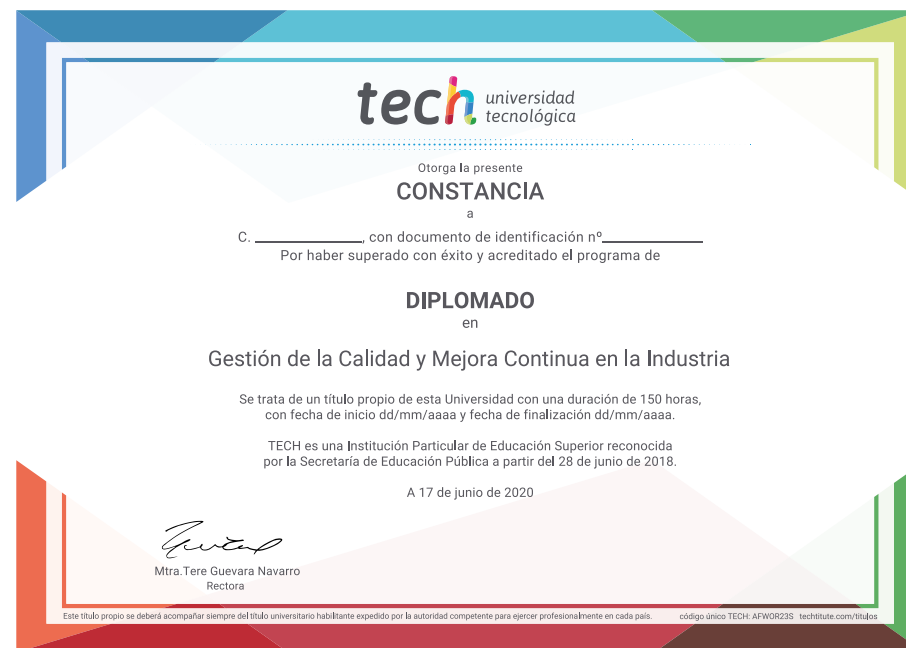 tech universidad
tecnológica
Otorga la presente
CONSTANCIA
a
C. ____________, con documento de identificación nº____________
Por haber superado con éxito y acreditado el programa de
DIPLOMADO
en
Gestión de la Calidad y Mejora Continua en la Industria
Se trata de un título propio de esta Universidad con una duración de 150 horas,
con fecha de inicio dd/mm/aaaa y fecha de finalización dd/mm/aaaa.
TECH es una Institución Particular de Educación Superior reconocida
por la Secretaría de Educación Pública a partir del 28 de junio de 2018.
A 17 de junio de 2020
Mtra.Tere Guevara Navarro
Rectora
Este título propio se deberá acompañar siempre del título universitario habilitante expedido por la autoridad competente para ejercer profesionalmente en cada país. código único TECH: AFWOR23S techtitute.com/titulos